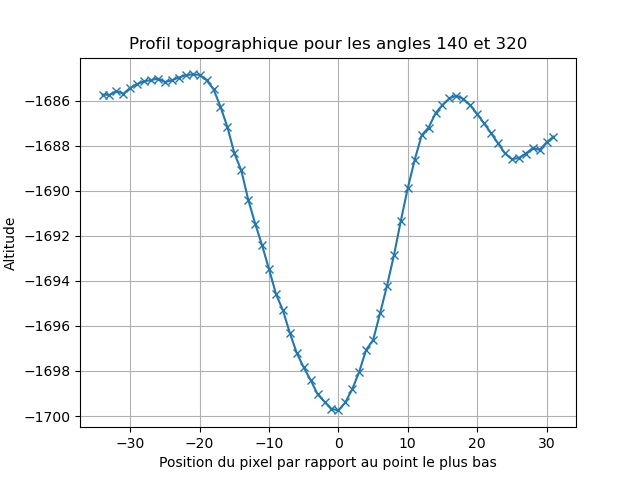 Profil topographique pour les angles 140 et 320
Altitude
−1686
−1688
−1690
−1692
−1694
−1696
−1698
−1700
−30 −20 −10 0 10 20 30
Position du pixel par rapport au point le plus bas